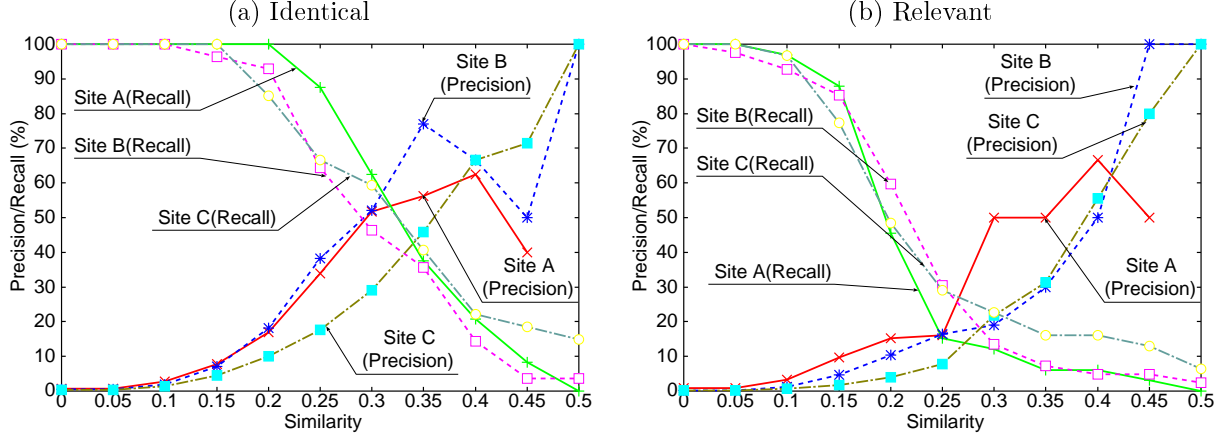 (a) Identical
100
90
80
70
60
50
40
30
20
10
0
Precision/Recall (%)
0 0.05 0.1 0.15 0.2 0.25 0.3 0.35 0.4 0.45 0.5
Similarity
Site A(Recall)
Site B(Recall)
Site C(Recall)
Site B
(Precision)
Site A
(Precision)
Site C
(Precision)
(b) Relevant
100
90
80
70
60
50
40
30
20
10
0
Precision/Recall (%)
0 0.05 0.1 0.15 0.2 0.25 0.3 0.35 0.4 0.45 0.5
Similarity
Site B
(Precision)
Site B(Recall)
Site C
(Precision)
Site C(Recall)
Site A(Recall)
Site A
(Precision)